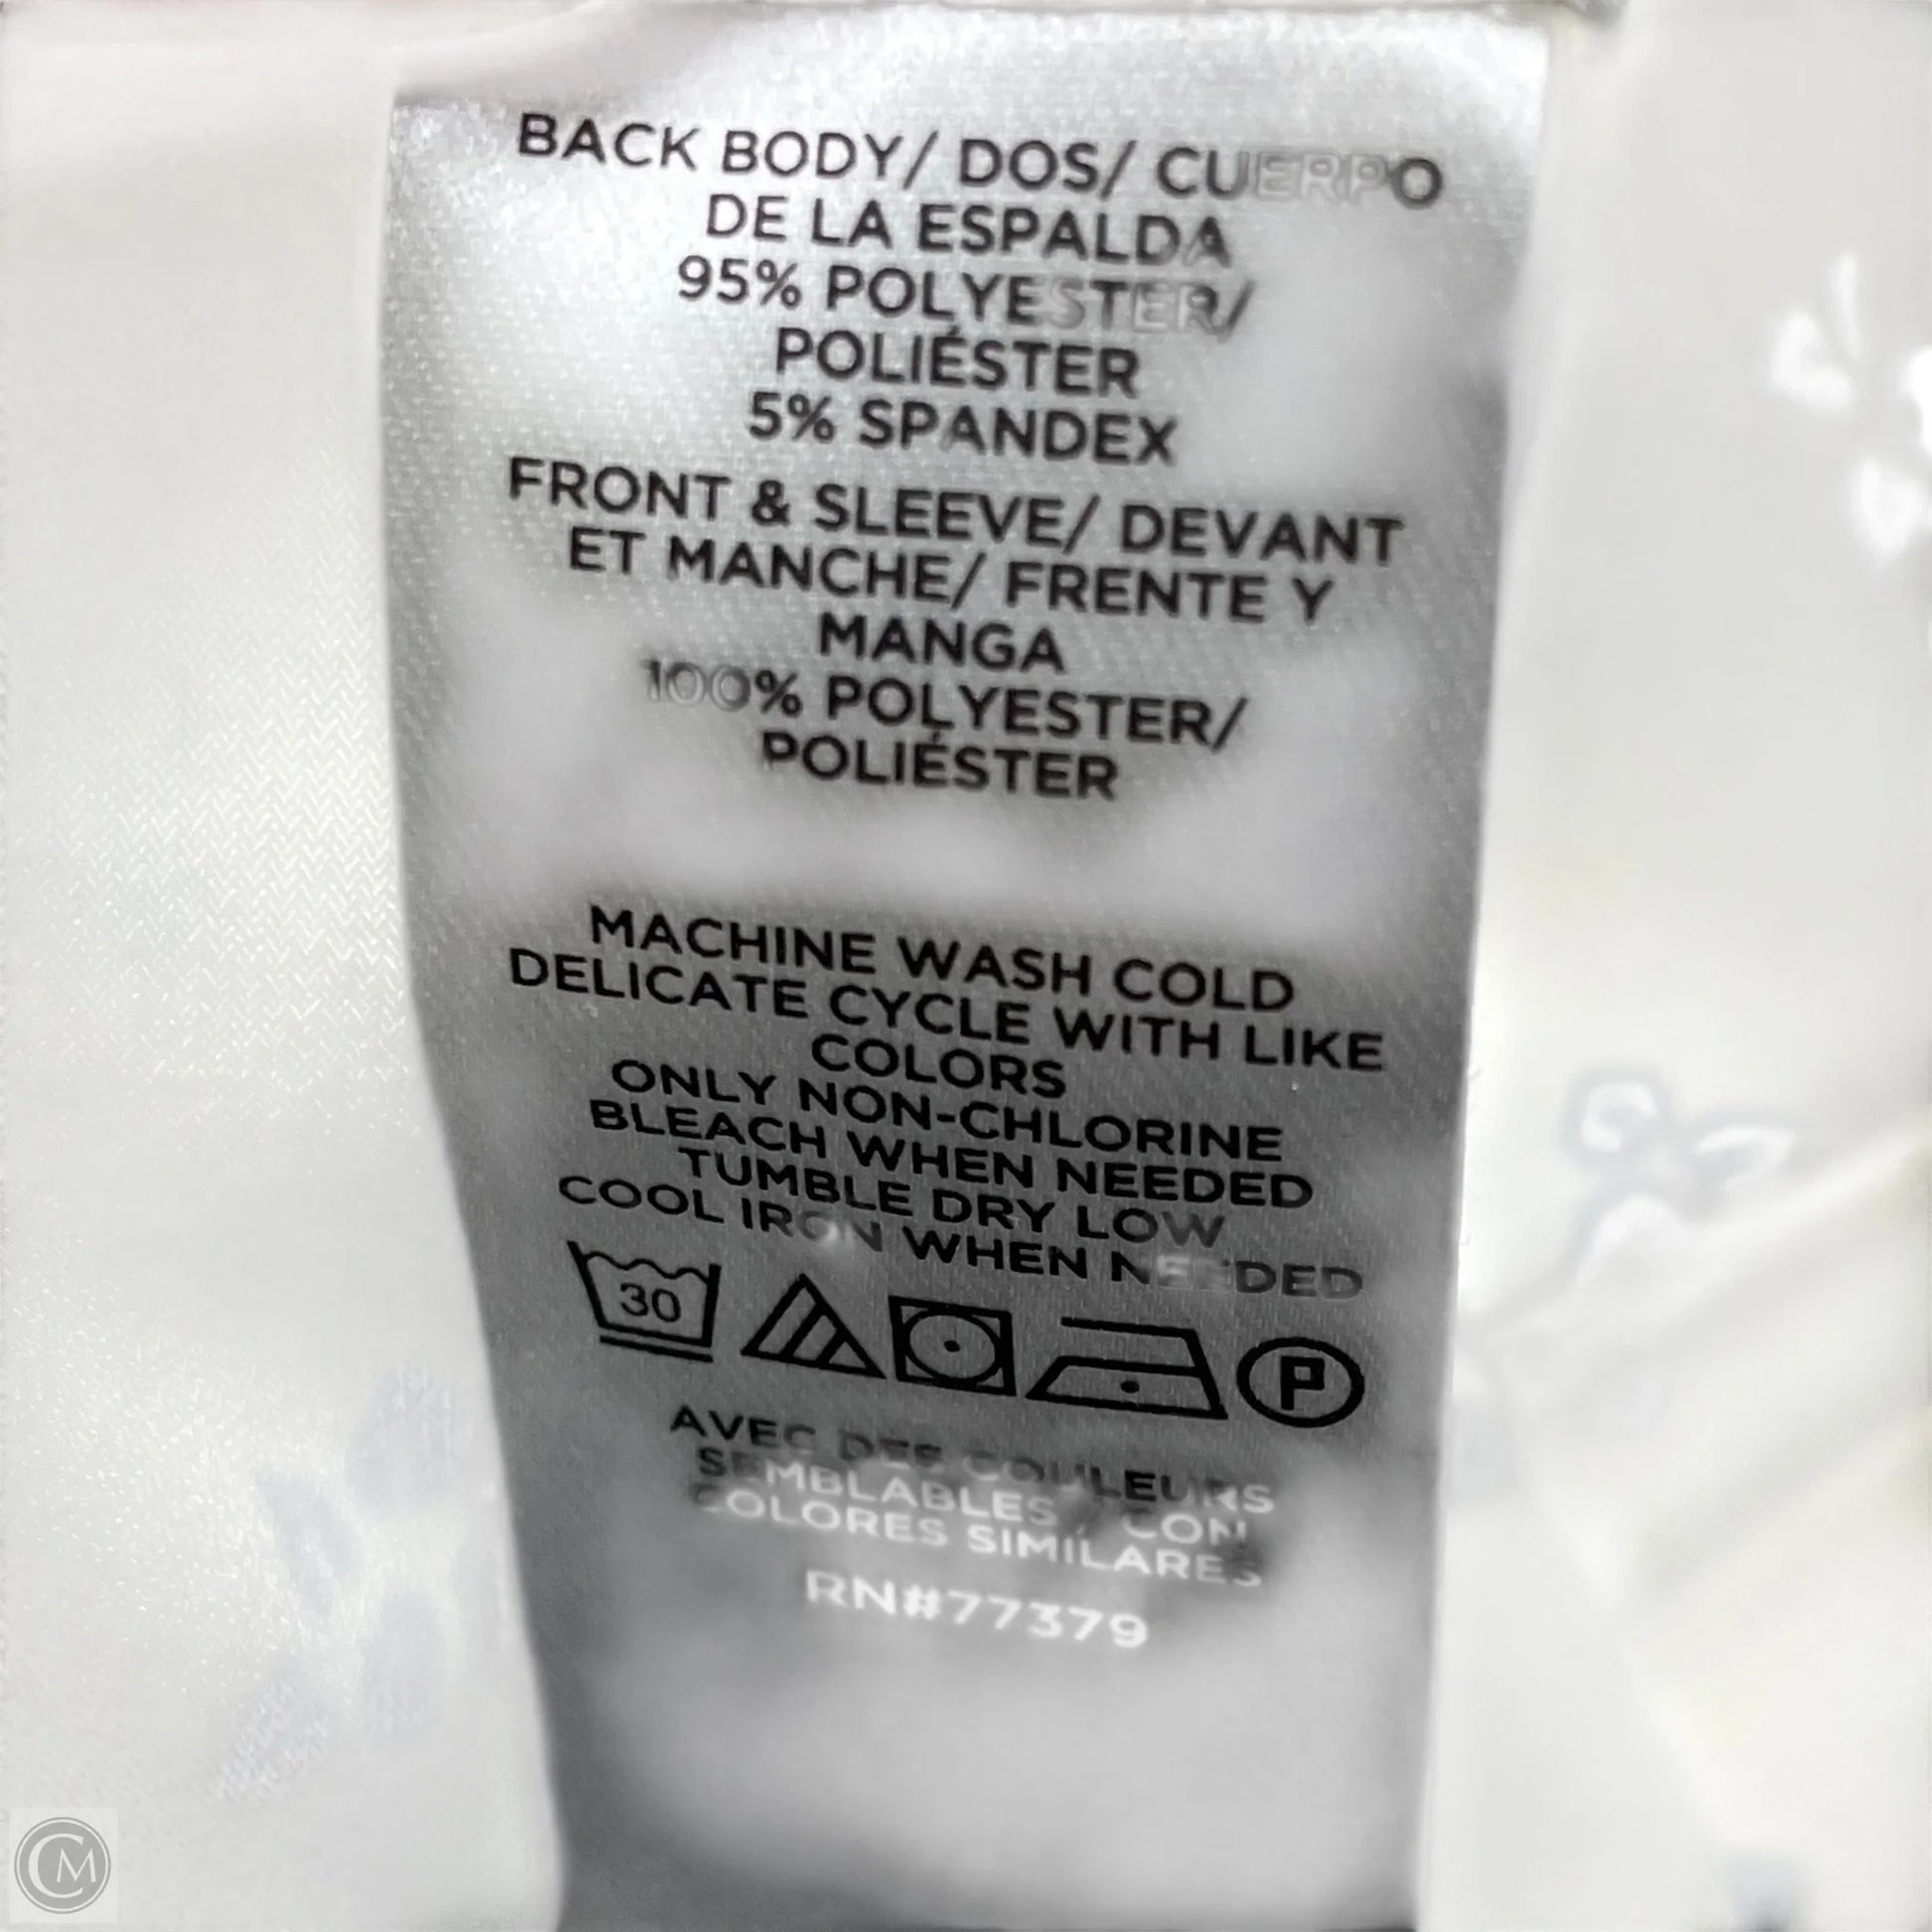 BACK BODY/ DOS/ CUERPO
DE LA ESPALDA
95% POLYESTER/
POLIÉSTER
5% SPANDEX
FRONT & SLEEVE/ DEVANT
ET MANCHE/ FRENTE Y
MANGA
100% POLYESTER/
POLIÉSTER
MACHINE WASH COLD
DELICATE CYCLE WITH LIKE
COLORS
ONLY NON-CHLORINE
BLEACH WHEN NEEDED
TUMBLE DRY LOW
COOL IRON WHEN NEEDED
30
P
AVEC DES COULEURS
SEMBLABLES / CON
COLORES SIMILARES
RN#77379
CM